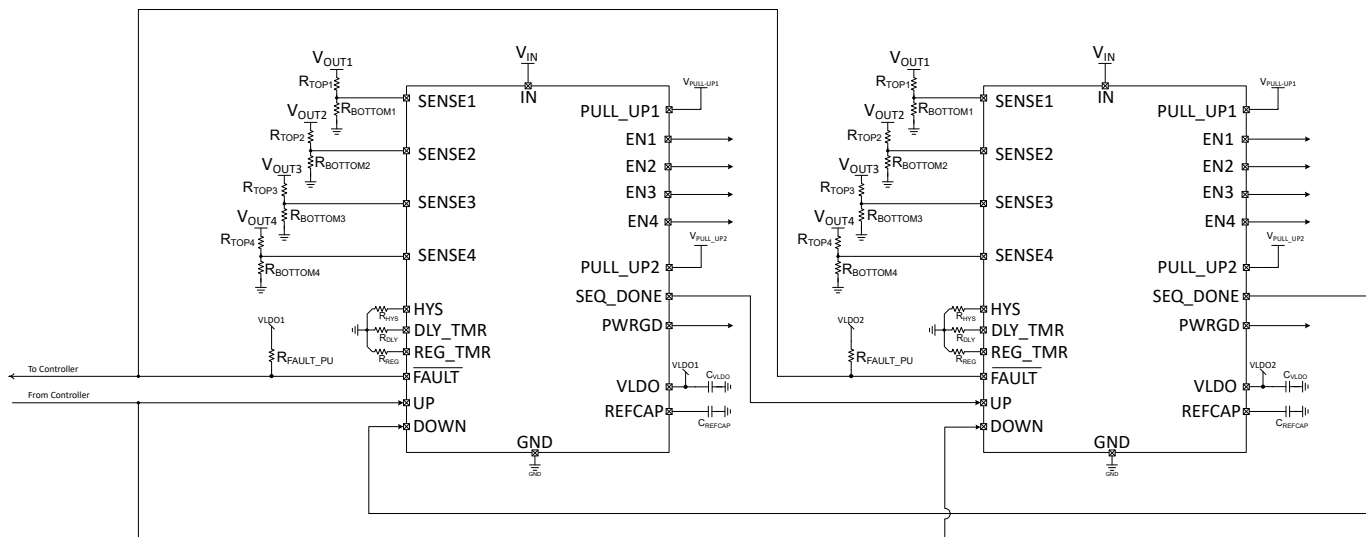 VIN
VOUT1
RTOP1
RBOTTOM1
SENSE1
IN
VPULL-UP1
PULL_UP1
VOUT2
RTOP2
RBOTTOM2
SENSE2
EN1
EN2
VOUT3
RTOP3
RBOTTOM3
SENSE3
EN3
EN4
VOUT4
RTOP4
RBOTTOM4
SENSE4
VPULL_UP2
PULL_UP2
SEQ_DONE
HYS
RHYS
PWRGD
DLY_TMR
RDLY
REG_TMR
RREG
VLDO1
RFAULT_PU
To Controller
FAULT
VLDO1
VLDO
CVLDO
From Controller
UP
REFCAP
CREFCAP
DOWN
GND
GND
VIN
VOUT1
RTOP1
RBOTTOM1
SENSE1
IN
VPULL-UP1
PULL_UP1
VOUT2
RTOP2
RBOTTOM2
SENSE2
EN1
EN2
VOUT3
RTOP3
RBOTTOM3
SENSE3
EN3
EN4
VOUT4
RTOP4
RBOTTOM4
SENSE4
VPULL_UP2
PULL_UP2
SEQ_DONE
HYS
RHYS
PWRGD
DLY_TMR
RDLY
REG_TMR
RREG
VLDO2
RFAULT_PU
FAULT
VLDO2
VLDO
CVLDO
UP
REFCAP
CREFCAP
DOWN
GND
GND